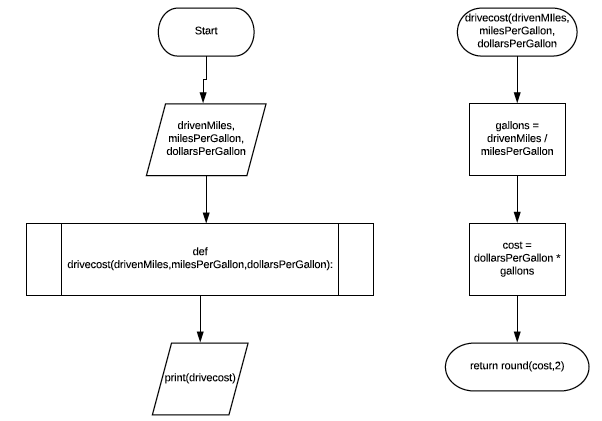 Start
drivenMiles,
milesPerGallon,
dollarsPerGallon
def
drivecost(drivenMiles,milesPerGallon,dollarsPerGallon):
print(drivecost)
drivecost(drivenMIles,
milesPerGallon,
dollarsPerGallon
gallons =
drivenMiles /
milesPerGallon
cost =
dollarsPerGallon *
gallons
return round(cost,2)